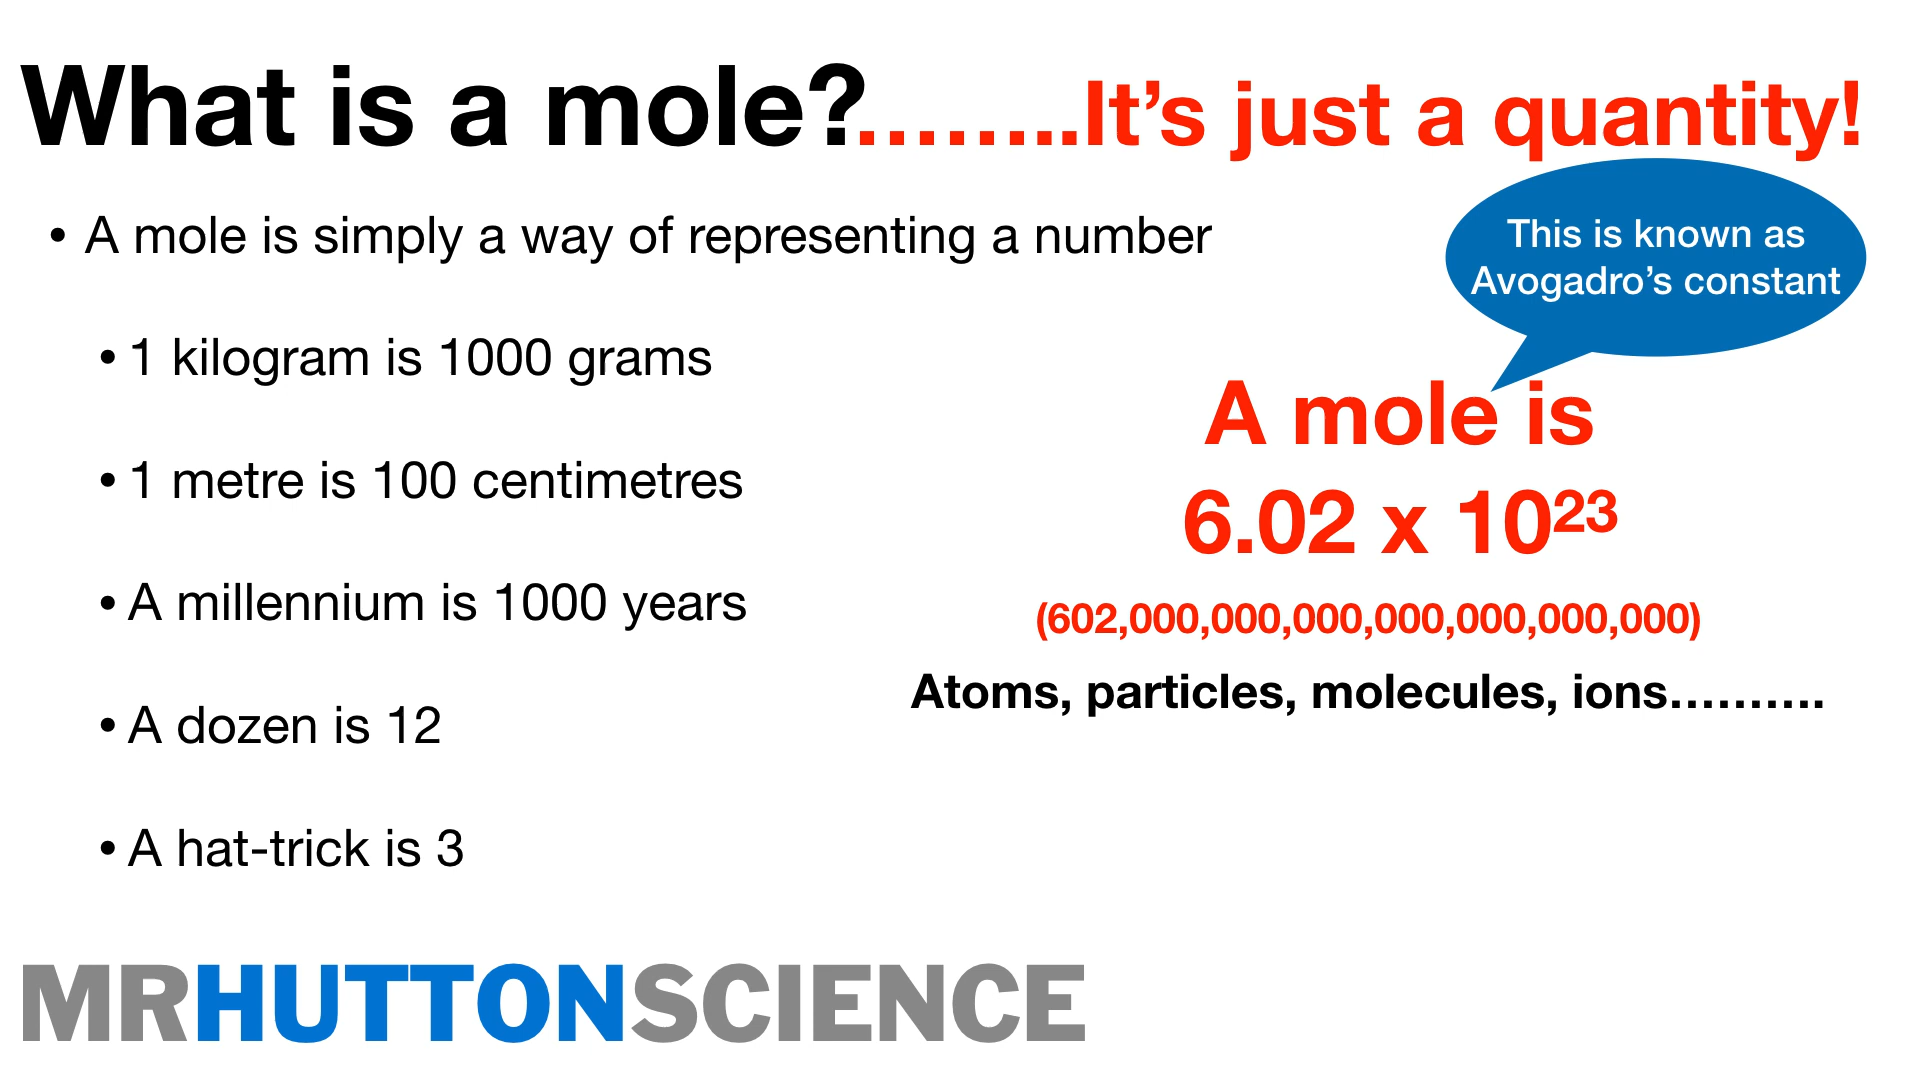 What is a mole?........It’s just a quantity!
• A mole is simply a way of representing a number
This is known as
Avogadro’s constant
• 1 kilogram is 1000 grams
• 1 metre is 100 centimetres
• A millennium is 1000 years
• A dozen is 12
• A hat-trick is 3
A mole is
6.02 x 10²³
(602,000,000,000,000,000,000,000)
Atoms, particles, molecules, ions..........
MRHUTTONSCIENCE